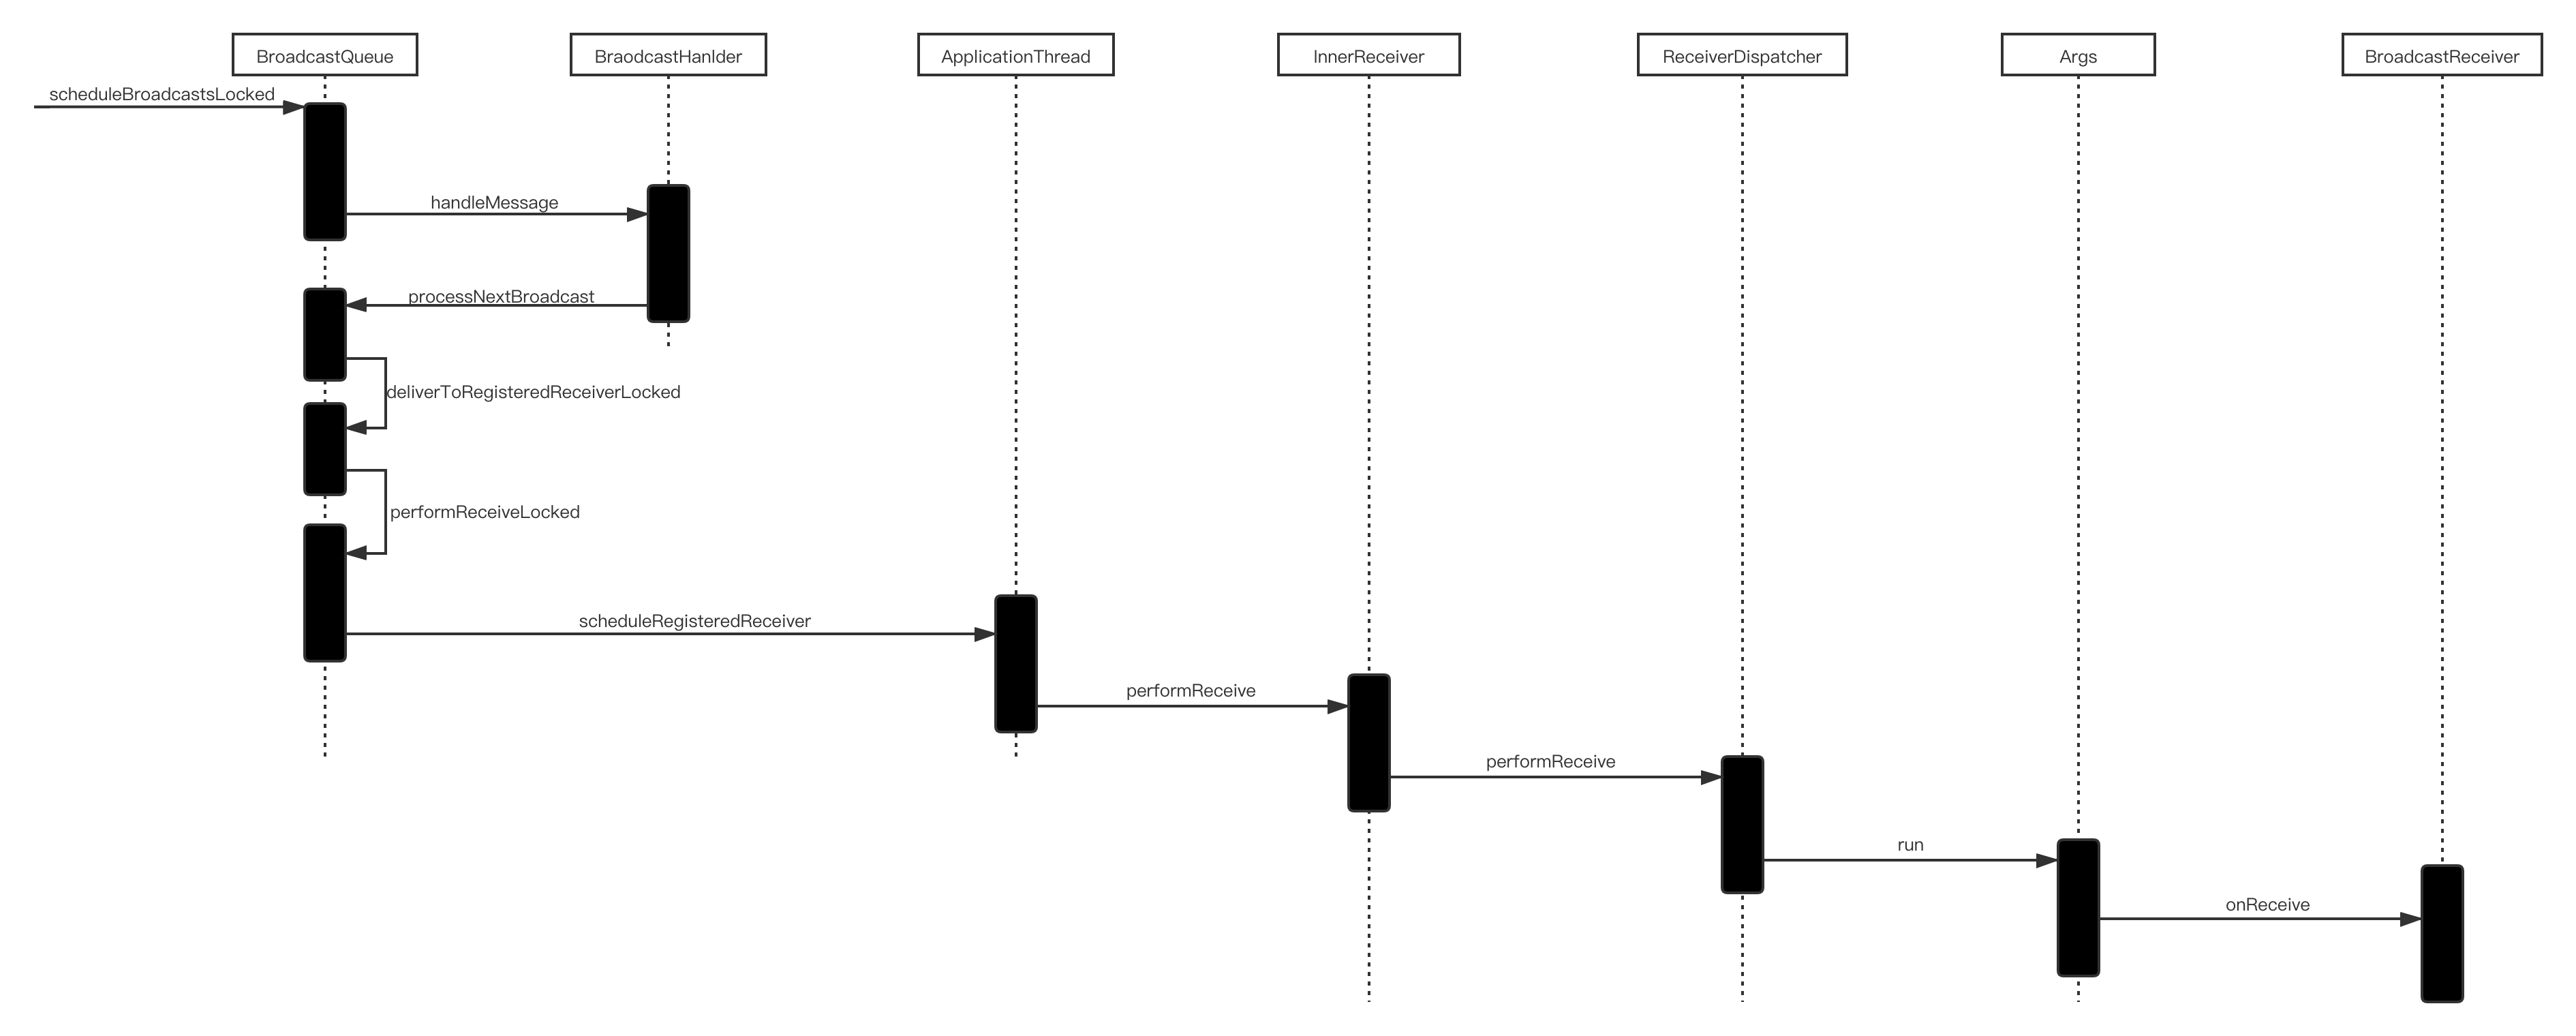 BroadcastQueue
BraodcastHanlder
ApplicationThread
InnerReceiver
ReceiverDispatcher
Args
BroadcastReceiver
scheduleBroadcastsLocked
handleMessage
processNextBroadcast
deliverToRegisteredReceiverLocked
performReceiveLocked
scheduleRegisteredReceiver
performReceive
performReceive
run
onReceive